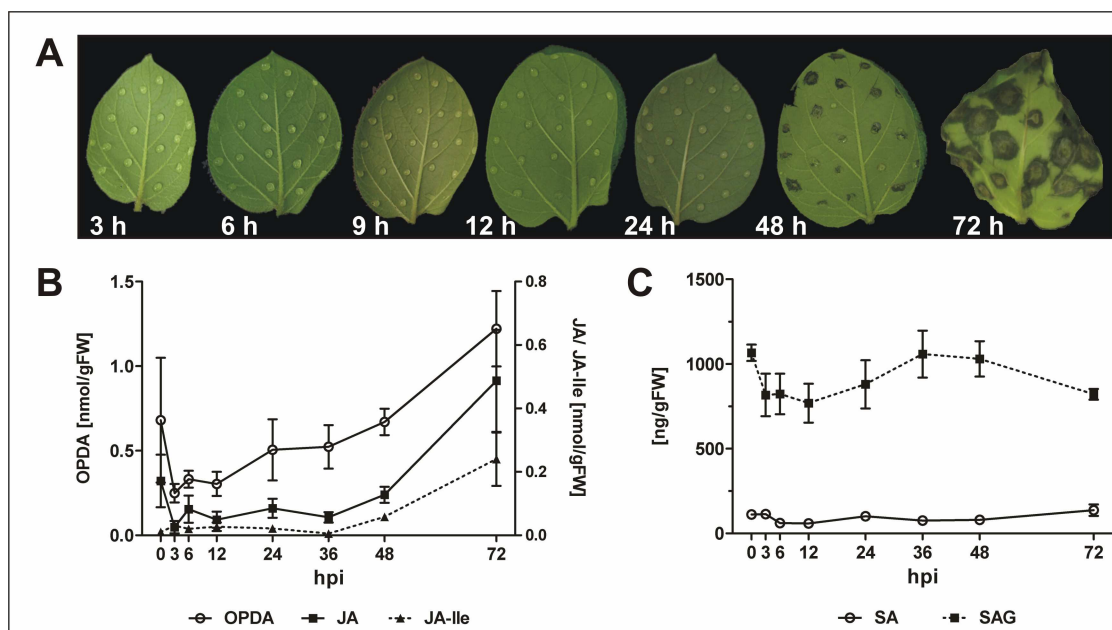 A
3 h 6 h 9 h 12 h 24 h 48 h 72 h
B
OPDA [nmol/gFW]
1.5
1.0
0.5
0.0
0.8
0.6
0.4
0.2
0.0
JA/ JA-Ile [nmol/gFW]
0 3 6 12 24 36 48 72
hpi
OPDA JA JA-Ile
C
[ng/gFW]
1500
1000
500
0
0 3 6 12 24 36 48 72
hpi
SA SAG